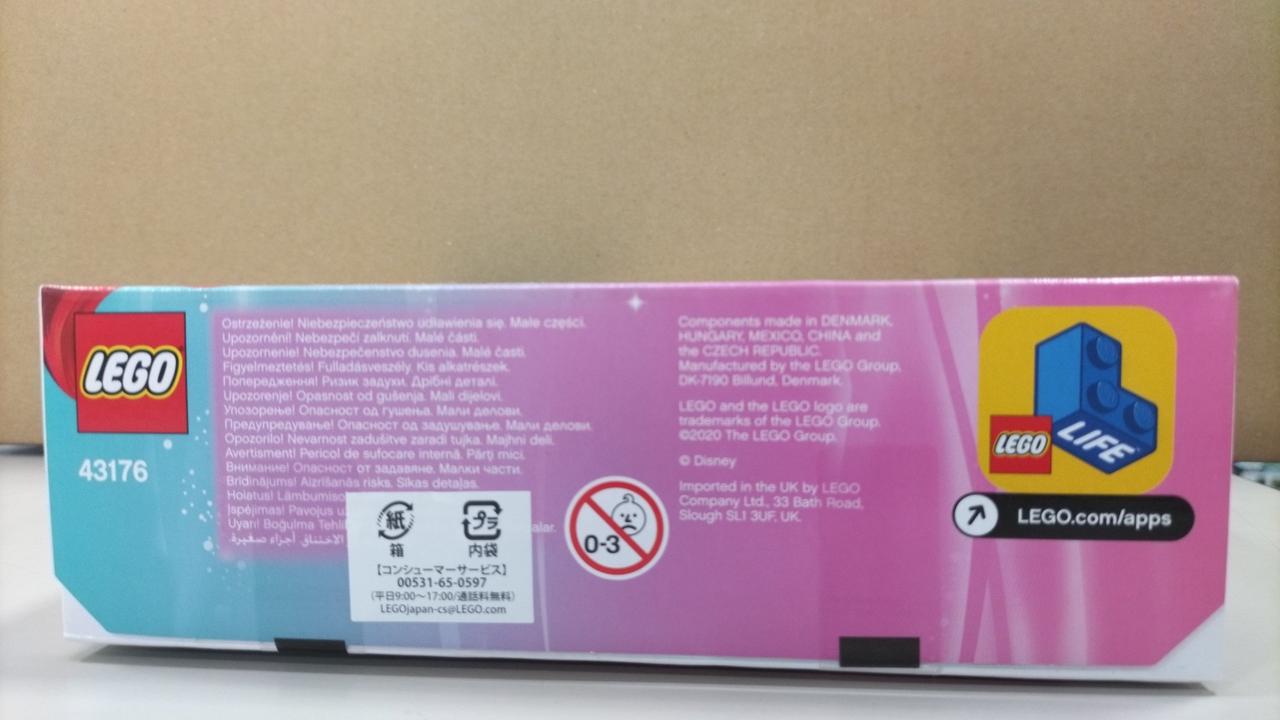 LEGO
43176
Ostrzeżenie! Niebezpieczeństwo udławienia się. Małe części.
Upozornění! Nebezpečí zalknutí. Malé části.
Upozornenie! Nebezpečenstvo dusenia. Malé časti.
Figyelmeztetés! Fulladásveszély. Kis alkatrészek.
Попередження! Ризик задухи. Дрібні деталі.
Upozorenje! Opasnost od gušenja. Mali dijelovi.
Упозорење! Опасност од гушења. Мали делови.
Предупредување! Опасност од задушување. Мали делови.
Opozorilo! Nevarnost zadušitve zaradi tujka. Majhni deli.
Avertisment! Pericol de sufocare internă. Părți mici.
Внимание! Опасност от задавяне. Малки части.
Brīdinājums! Aizrīšanās risks. Sīkas detaļas.
Hoiatus! Lämbumiso
Įspėjimas! Pavojus u
Uyarı! Boğulma Tehli
alar.
الاختناق. أجزاء صغيرة.
紙
箱
プラ
内袋
【コンシューマーサービス】
00531-65-0597
(平日9:00～17:00/通話料無料)
LEGOjapan-cs@LEGO.com
0-3
Components made in DENMARK,
HUNGARY, MEXICO, CHINA and
the CZECH REPUBLIC.
Manufactured by the LEGO Group,
DK-7190 Billund, Denmark.
LEGO and the LEGO logo are
trademarks of the LEGO Group.
©2020 The LEGO Group.
© Disney
Imported in the UK by LEGO
Company Ltd., 33 Bath Road,
Slough SL1 3UF, UK.
LEGO
LIFE
LEGO.com/apps